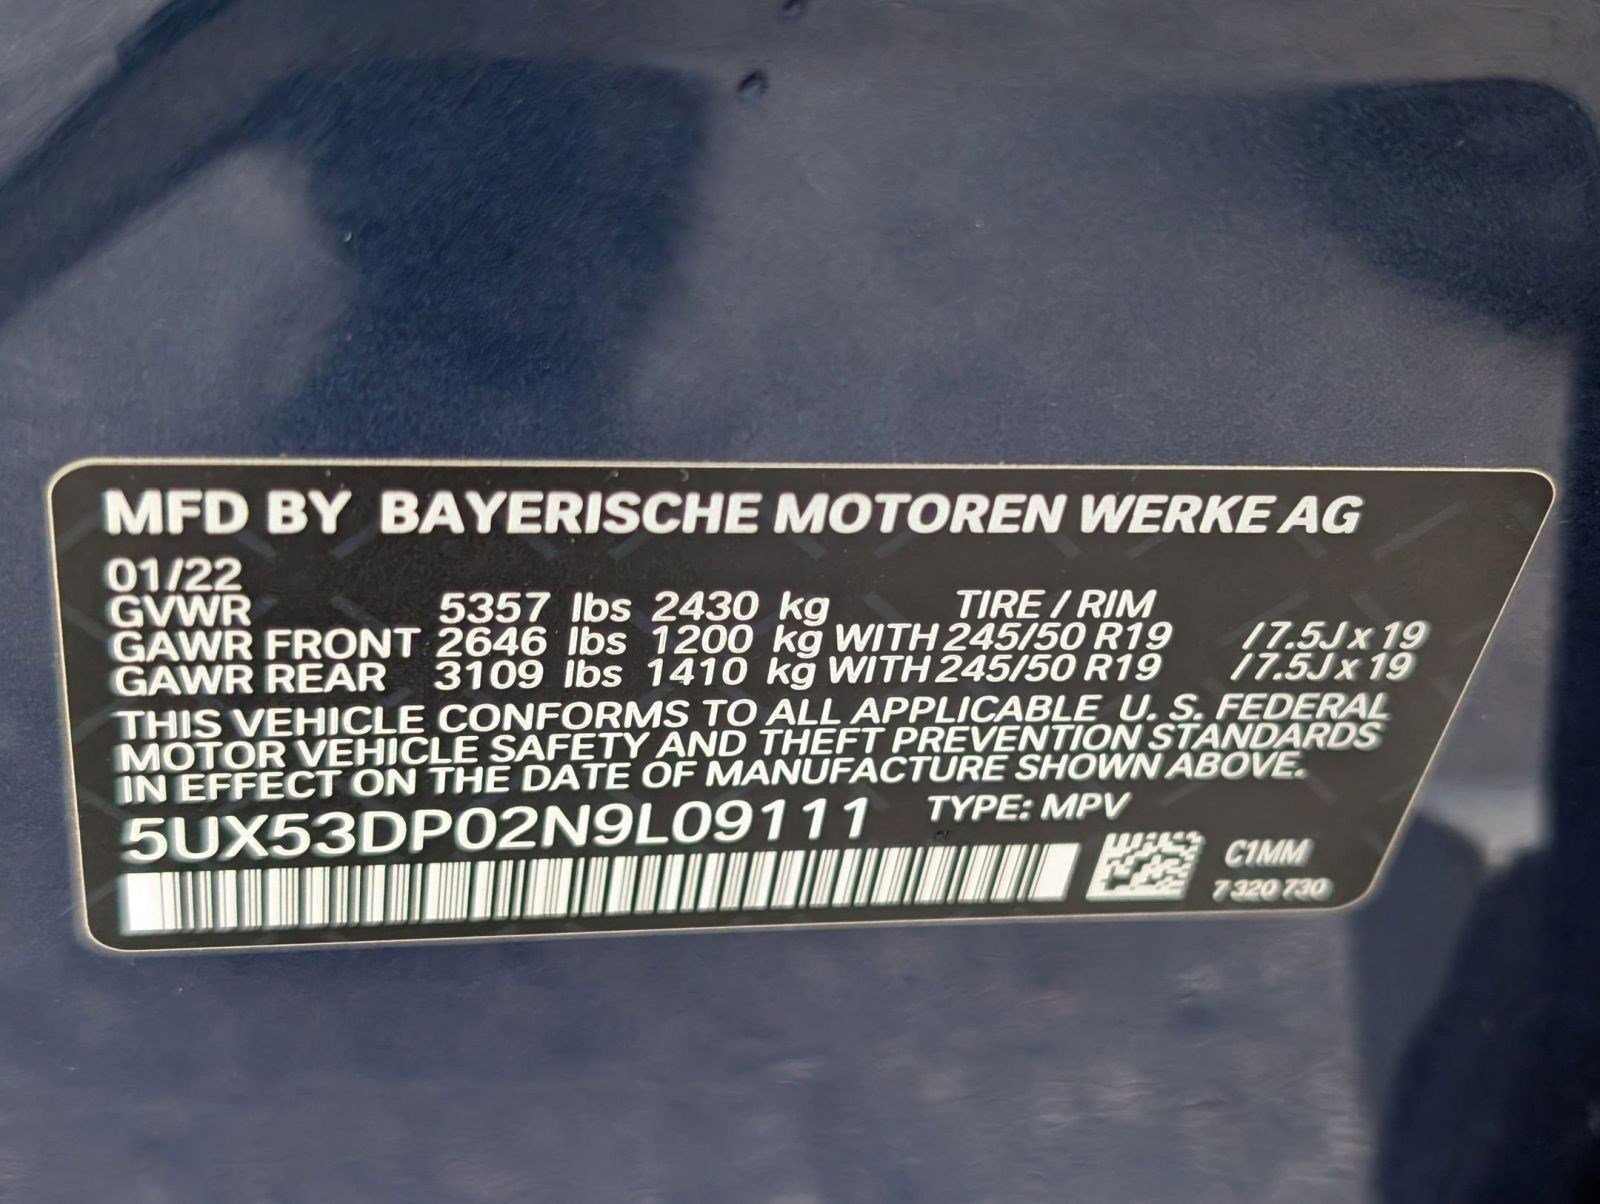 MFD BY BAYERISCHE MOTOREN WERKE AG
01/22
GVWR 5357 lbs 2430 kg TIRE / RIM
GAWR FRONT 2646 lbs 1200 kg WITH 245/50 R19 /7.5J x 19
GAWR REAR 3109 lbs 1410 kg WITH 245/50 R19 /7.5J x 19
THIS VEHICLE CONFORMS TO ALL APPLICABLE U. S. FEDERAL
MOTOR VEHICLE SAFETY AND THEFT PREVENTION STANDARDS
IN EFFECT ON THE DATE OF MANUFACTURE SHOWN ABOVE.
5UX53DP02N9L09111 TYPE: MPV
C1MM
7 320 730